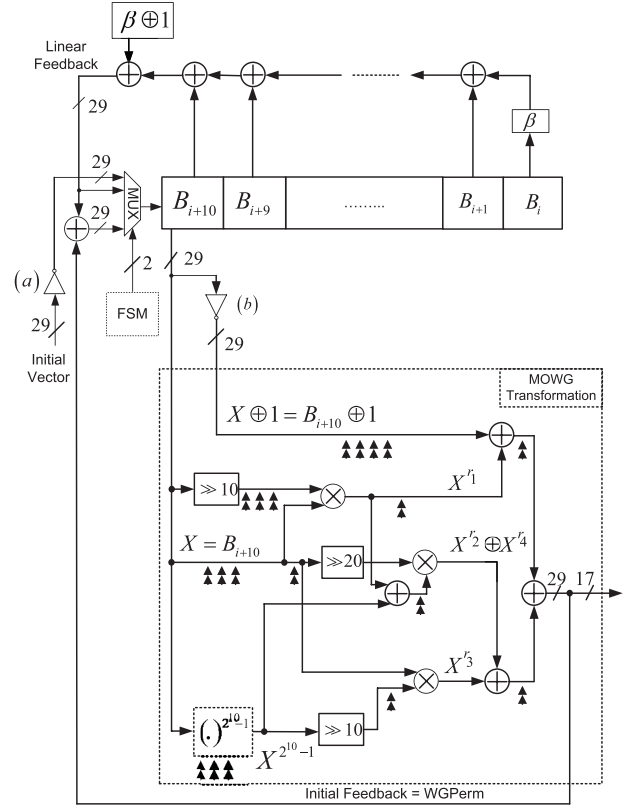 β ⊕ 1
Linear
Feedback
29
β
29
29
MUX
B_{i+10}
B_{i+9}
.........
B_{i+1}
B_i
(a)
29
Initial
Vector
2
FSM
29
(b)
29
MOWG
Transformation
X ⊕ 1 = B_{i+10} ⊕ 1
≫ 10
X^{r_1}
X = B_{i+10}
≫20
X^{r_2} ⊕ X^{r_4}
29
17
X^{r_3}
(.)^{2^{10}-1}
≫ 10
X^{2^{10}-1}
Initial Feedback = WGPerm